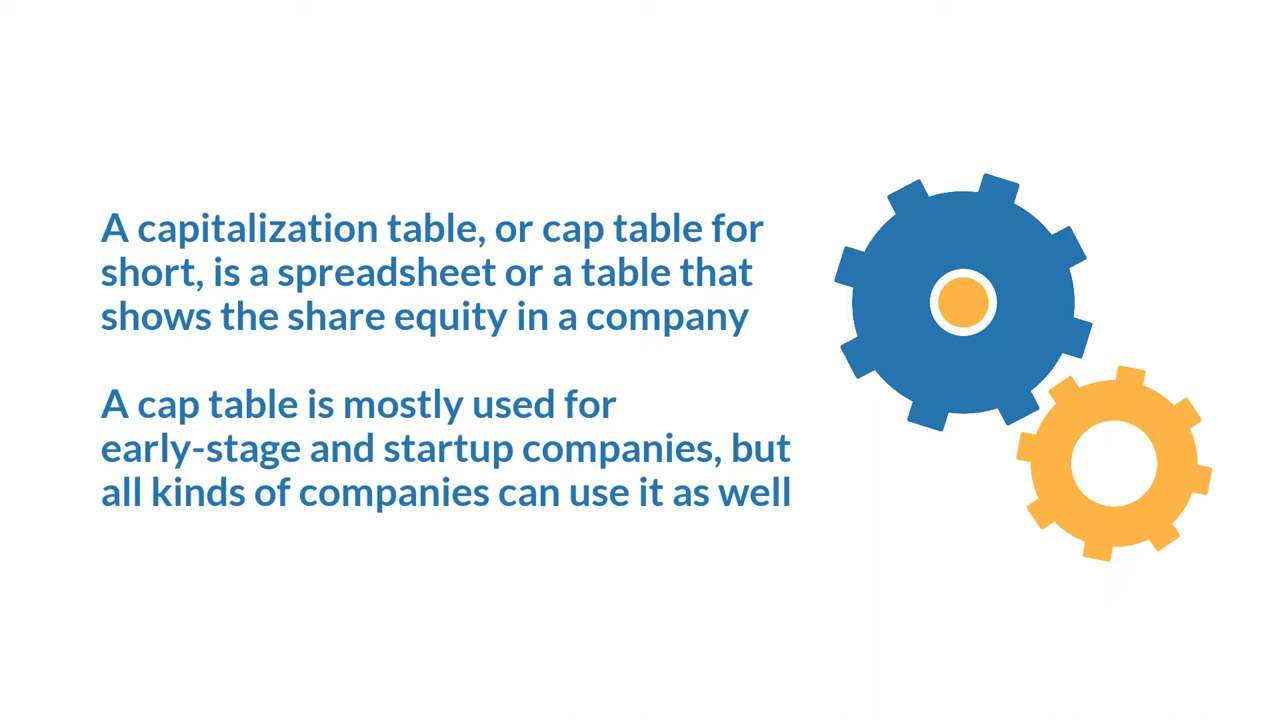 A capitalization table, or cap table for
short, is a spreadsheet or a table that
shows the share equity in a company
A cap table is mostly used for
early-stage and startup companies, but
all kinds of companies can use it as well